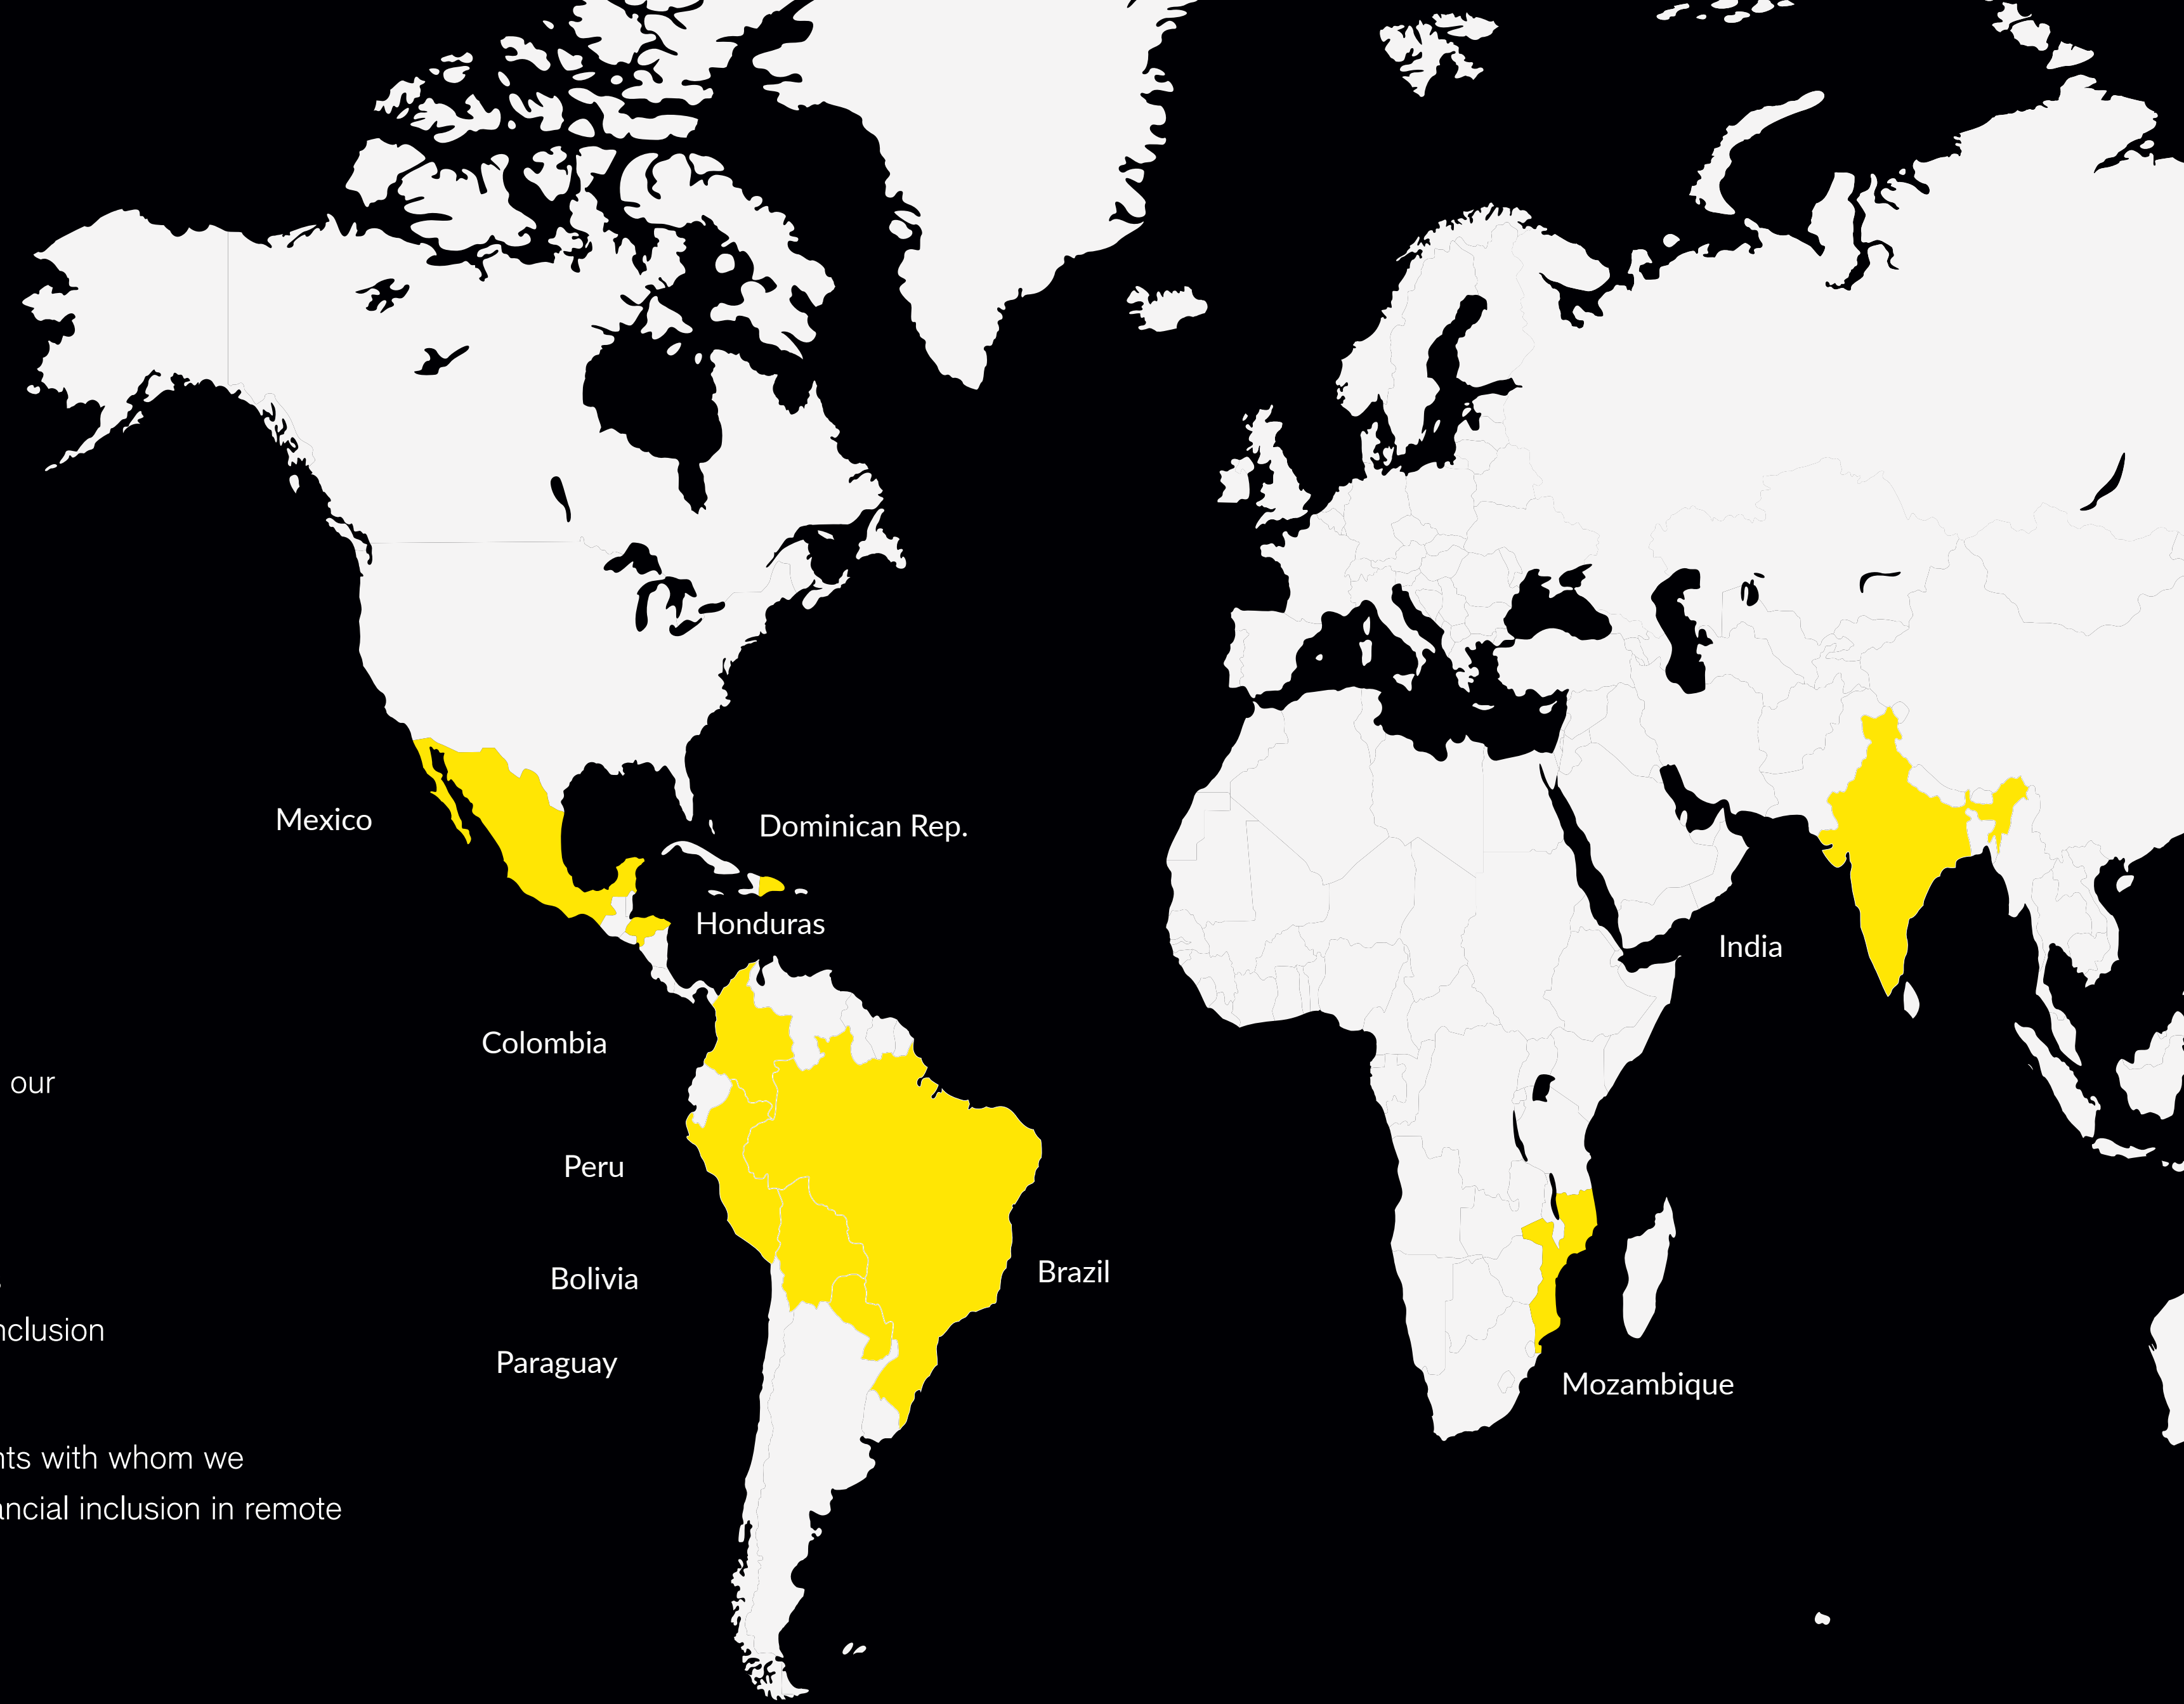 Mexico
Dominican Rep.
Honduras
India
Colombia
our
Peru
Brazil
Bolivia
nclusion
Paraguay
Mozambique
nts with whom we
ancial inclusion in remote